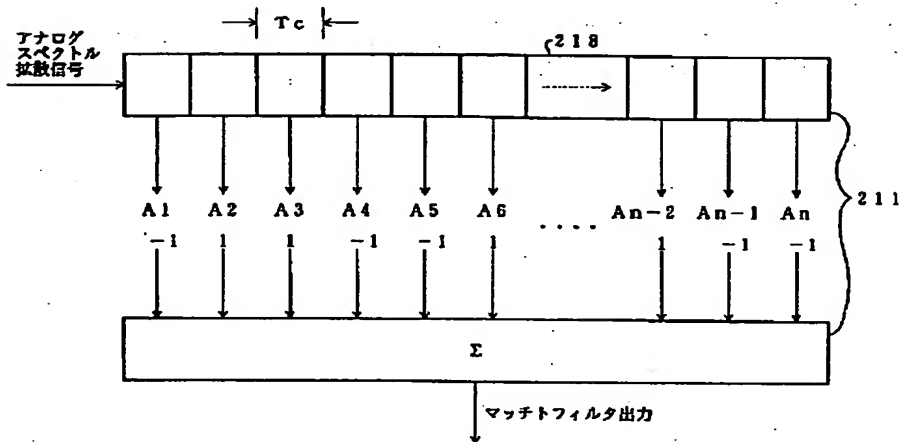 Tc
218
アナログ
スペクトル
拡散信号
A1 A2 A3 A4 A5 A6 ‥‥ An-2 An-1 An
-1 1 1 -1 -1 1 1 -1 -1
211
Σ
マッチトフィルタ出力